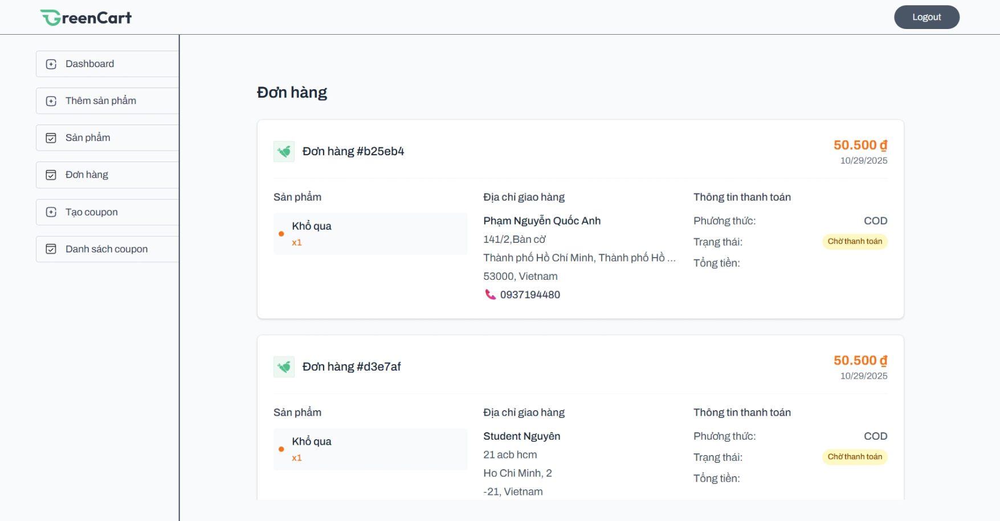 GreenCart
Logout
Dashboard
Thêm sản phẩm
Sản phẩm
Đơn hàng
Tạo coupon
Danh sách coupon
Đơn hàng
Đơn hàng #b25eb4
50.500 ₫
10/29/2025
Sản phẩm
Khổ qua
x1
Địa chỉ giao hàng
Phạm Nguyễn Quốc Anh
141/2,Bàn cờ
Thành phố Hồ Chí Minh, Thành phố Hồ ...
53000, Vietnam
0937194480
Thông tin thanh toán
Phương thức: COD
Trạng thái: Chờ thanh toán
Tổng tiền:
Đơn hàng #d3e7af
50.500 ₫
10/29/2025
Sản phẩm
Khổ qua
x1
Địa chỉ giao hàng
Student Nguyên
21 acb hcm
Ho Chi Minh, 2
-21, Vietnam
Thông tin thanh toán
Phương thức: COD
Trạng thái: Chờ thanh toán
Tổng tiền: